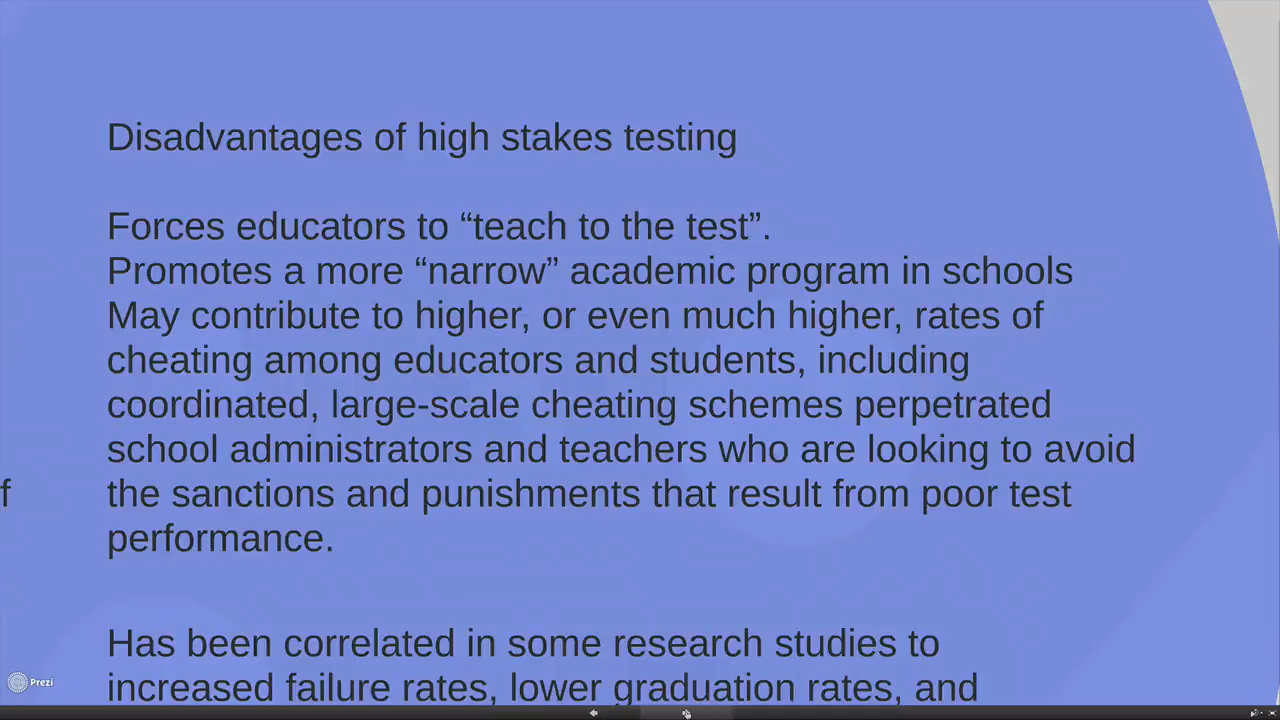 Disadvantages of high stakes testing
Forces educators to “teach to the test”.
Promotes a more “narrow” academic program in schools
May contribute to higher, or even much higher, rates of
cheating among educators and students, including
coordinated, large-scale cheating schemes perpetrated
school administrators and teachers who are looking to avoid
f
the sanctions and punishments that result from poor test
performance.
Has been correlated in some research studies to
increased failure rates, lower graduation rates, and
Prezi